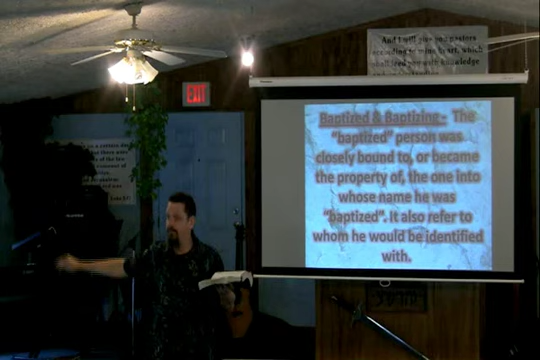 And I will give you pastors
according to mine heart, which
knowledge
EXIT
Baptized & Baptizing - The
"baptized" person was
closely bound to, or became
the property of, the one into
whose name he was
"baptized". It also refer to
whom he would be identified
with.